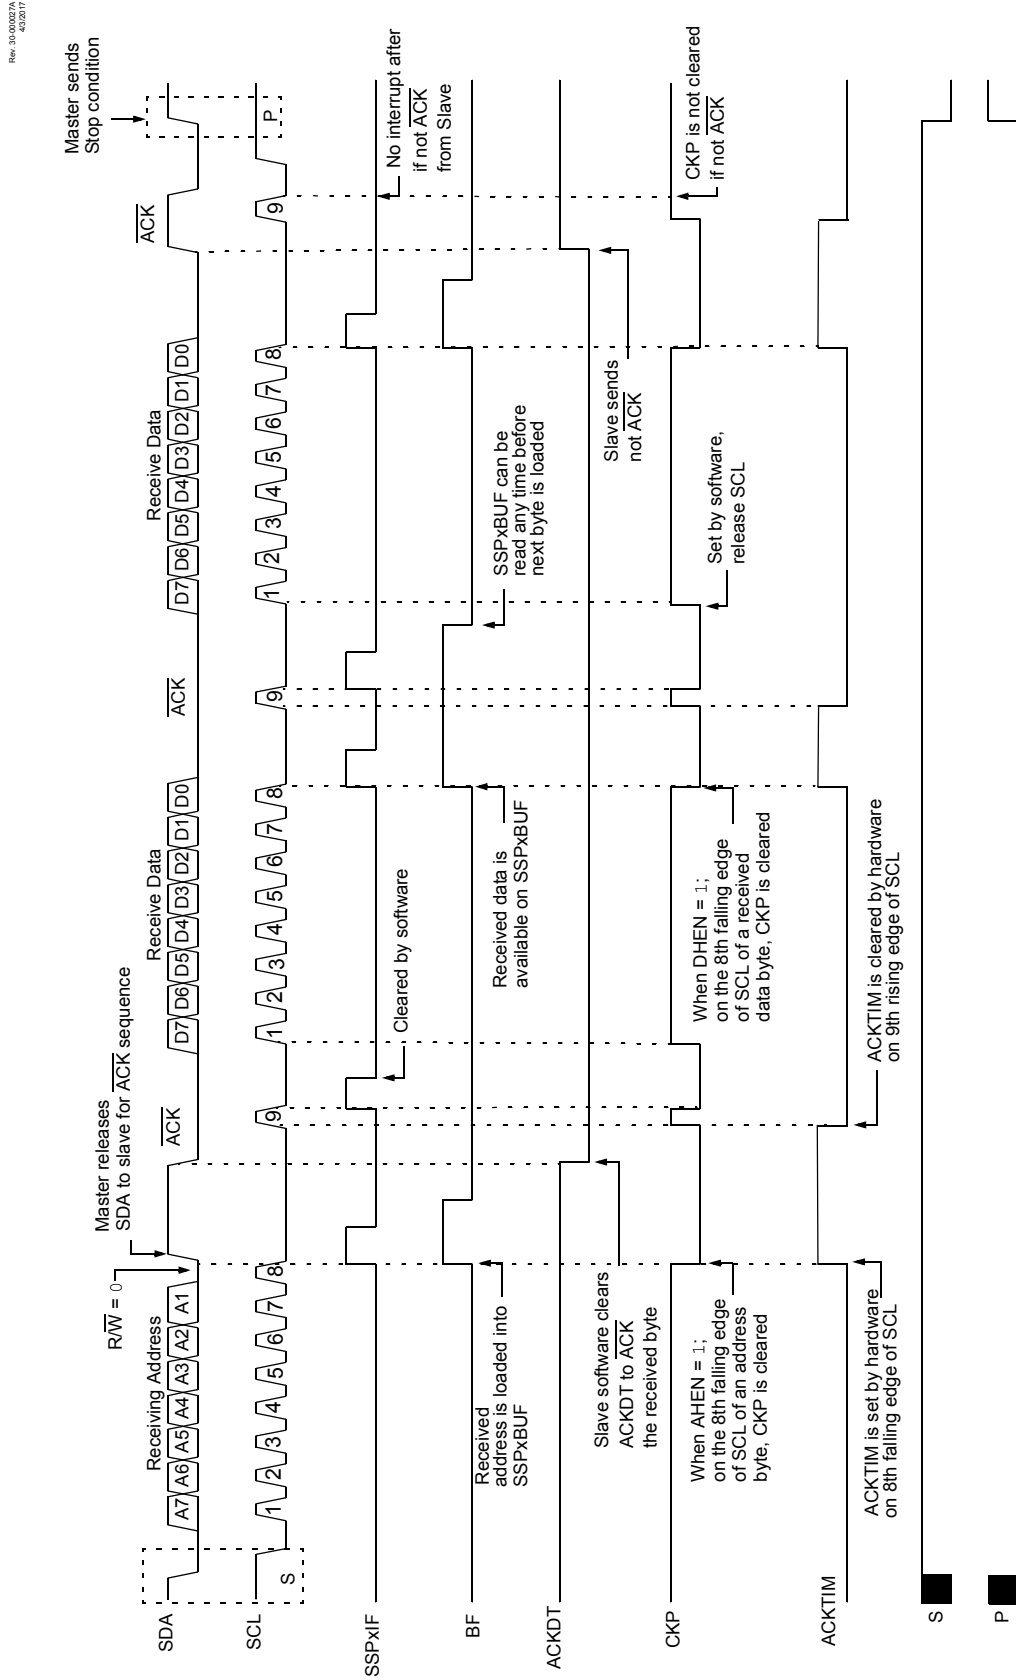 Rev. 30-000027A
4/3/2017
Master releases
SDA to slave for ACK sequence
Master sends
Stop condition
R/W = 0
Receiving Address
ACK
Receive Data
ACK
Receive Data
ACK
SDA
A7 A6 A5 A4 A3 A2 A1
D7 D6 D5 D4 D3 D2 D1 D0
D7 D6 D5 D4 D3 D2 D1 D0
SCL
S
1 2 3 4 5 6 7 8 9
1 2 3 4 5 6 7 8 9
1 2 3 4 5 6 7 8 9
P
SSPxIF
Cleared by software
No interrupt after
if not ACK
from Slave
BF
Received
address is loaded into
SSPxBUF
Received data is
available on SSPxBUF
SSPxBUF can be
read any time before
next byte is loaded
ACKDT
Slave software clears
ACKDT to ACK
the received byte
Slave sends
not ACK
CKP
When AHEN = 1;
on the 8th falling edge
of SCL of an address
byte, CKP is cleared
When DHEN = 1;
on the 8th falling edge
of SCL of a received
data byte, CKP is cleared
Set by software,
release SCL
CKP is not cleared
if not ACK
ACKTIM
ACKTIM is set by hardware
on 8th falling edge of SCL
ACKTIM is cleared by hardware
on 9th rising edge of SCL
S
P